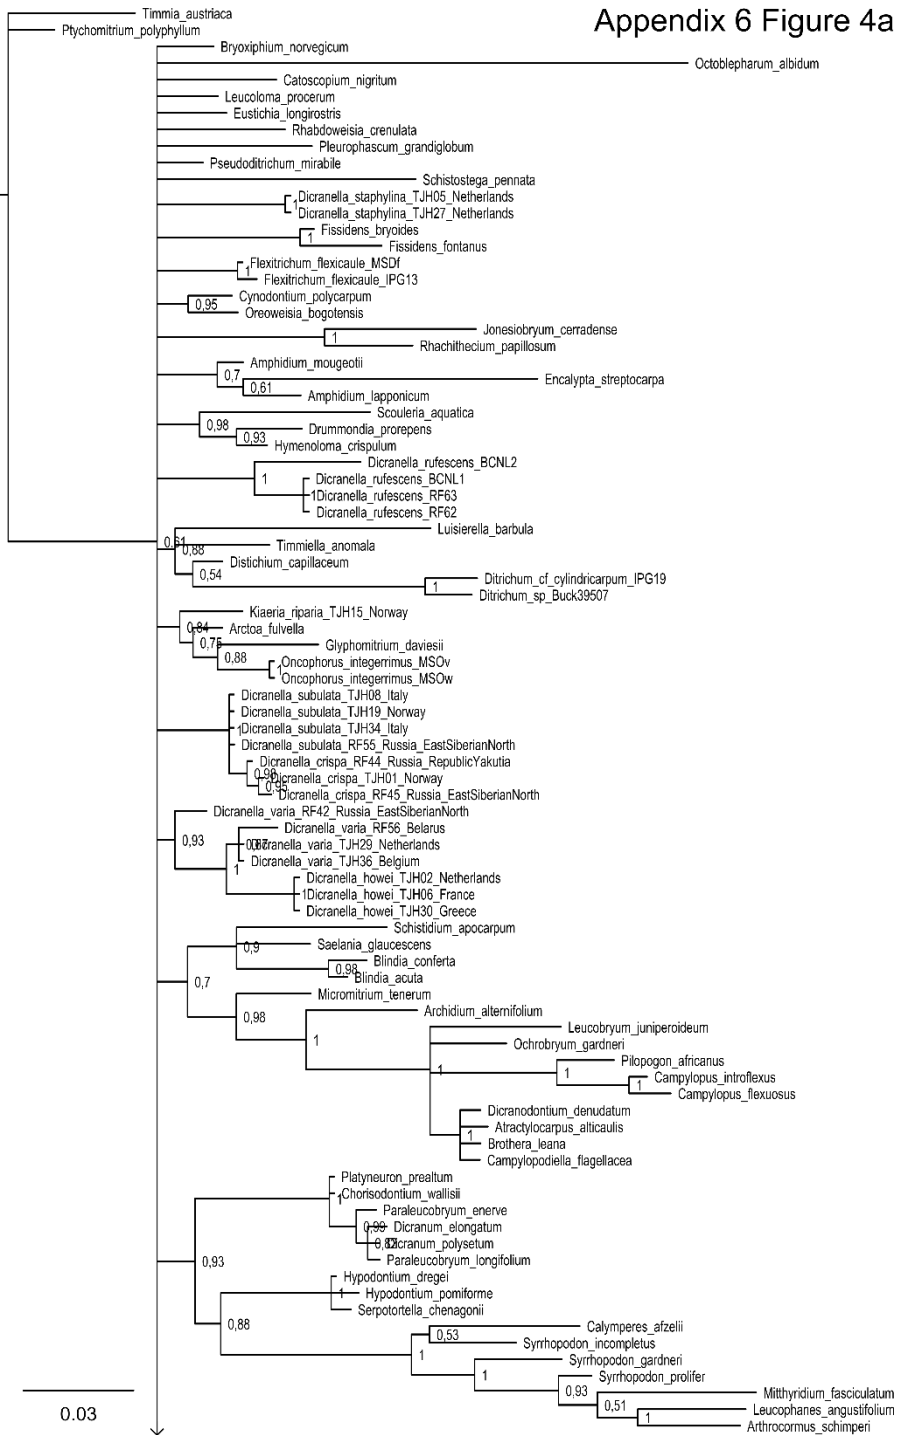 Appendix 6 Figure 4a
Timmia_austriaca
Ptychomitrium_polyphyllum
Bryoxiphium_norvegicum
Octoblepharum_albidum
Catoscopium_nigritum
Leucoloma_procerum
Eustichia_longirostris
Rhabdoweisia_crenulata
Pleurophascum_grandiglobum
Pseudoditrichum_mirabile
Schistostega_pennata
Dicranella_staphylina_TJH05_Netherlands
1
Dicranella_staphylina_TJH27_Netherlands
Fissidens_bryoides
1
Fissidens_fontanus
Flexitrichum_flexicaule_MSDf
1
Flexitrichum_flexicaule_IPG13
Cynodontium_polycarpum
0,95
Oreoweisia_bogotensis
Jonesiobryum_cerradense
1
Rhachithecium_papillosum
Amphidium_mougeotii
0,7
Encalypta_streptocarpa
0,61
Amphidium_lapponicum
Scouleria_aquatica
0,98
Drummondia_prorepens
0,93
Hymenoloma_crispulum
Dicranella_rufescens_BCNL2
1
Dicranella_rufescens_BCNL1
1Dicranella_rufescens_RF63
Dicranella_rufescens_RF62
Luisierella_barbula
0,61
0,88
Timmiella_anomala
Distichium_capillaceum
0,54
Ditrichum_cf_cylindricarpum_IPG19
1
Ditrichum_sp_Buck39507
Kiaeria_riparia_TJH15_Norway
0,84
Arctoa_fulvella
0,75
Glyphomitrium_daviesii
0,88
Oncophorus_integerrimus_MSOv
1
Oncophorus_integerrimus_MSOw
Dicranella_subulata_TJH08_Italy
Dicranella_subulata_TJH19_Norway
1Dicranella_subulata_TJH34_Italy
Dicranella_subulata_RF55_Russia_EastSiberianNorth
Dicranella_crispa_RF44_Russia_RepublicYakutia
0,98
Dicranella_crispa_TJH01_Norway
0,95
Dicranella_crispa_RF45_Russia_EastSiberianNorth
Dicranella_varia_RF42_Russia_EastSiberianNorth
0,93
Dicranella_varia_RF56_Belarus
Dicranella_varia_TJH29_Netherlands
Dicranella_varia_TJH36_Belgium
1
Dicranella_howei_TJH02_Netherlands
1Dicranella_howei_TJH06_France
Dicranella_howei_TJH30_Greece
Schistidium_apocarpum
0,9
Saelania_glaucescens
Blindia_conferta
0,98
Blindia_acuta
0,7
Micromitrium_tenerum
0,98
Archidium_alternifolium
1
Leucobryum_juniperoideum
Ochrobryum_gardneri
Pilopogon_africanus
1
1
Campylopus_introflexus
1
Campylopus_flexuosus
Dicranodontium_denudatum
Atractylocarpus_alticaulis
1
Brothera_leana
Campylopodiella_flagellacea
Platyneuron_prealtum
Chorisodontium_wallisii
1
Paraleucobryum_enerve
0,99
Dicranum_elongatum
Dicranum_polysetum
Paraleucobryum_longifolium
0,93
Hypodontium_dregei
1
Hypodontium_pomiforme
Serpotortella_chenagonii
0,88
Calymperes_afzelii
0,53
Syrrhopodon_incompletus
1
Syrrhopodon_gardneri
1
Syrrhopodon_prolifer
0,93
Mitthyridium_fasciculatum
0,51
Leucophanes_angustifolium
1
Arthrocormus_schimperi
0.03